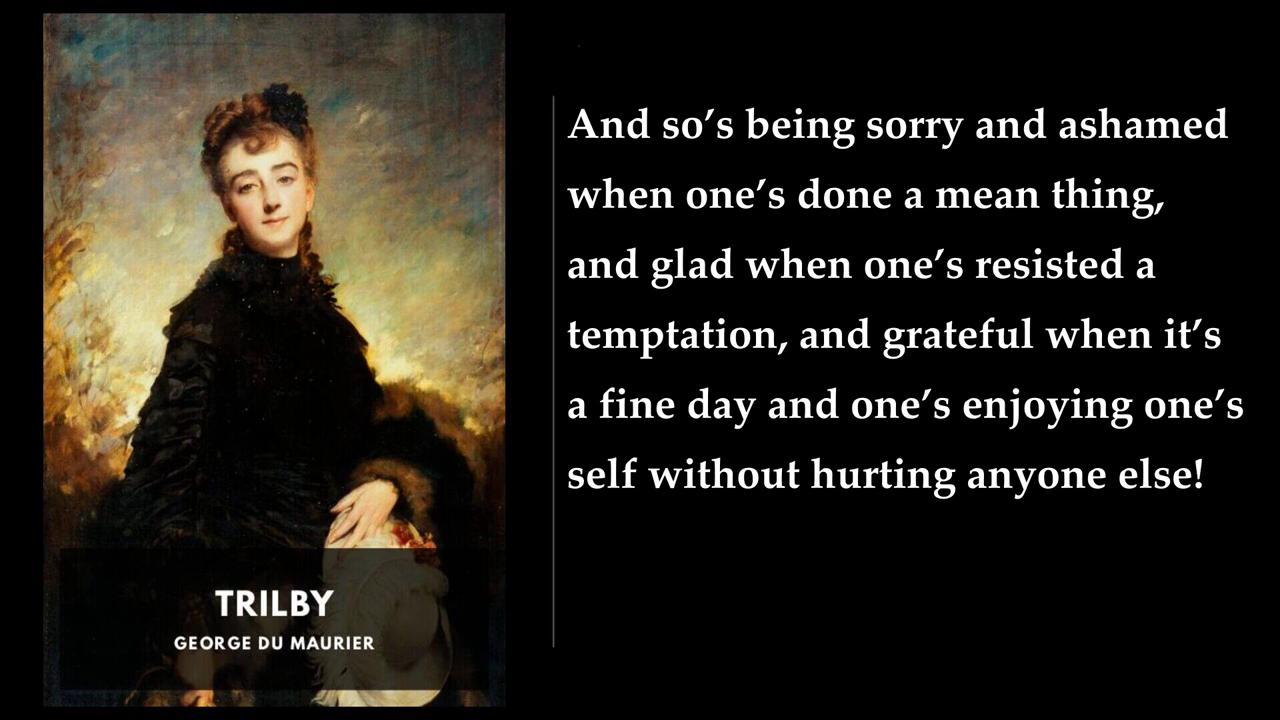 TRILBY
GEORGE DU MAURIER
And so’s being sorry and ashamed
when one’s done a mean thing,
and glad when one’s resisted a
temptation, and grateful when it’s
a fine day and one’s enjoying one’s
self without hurting anyone else!